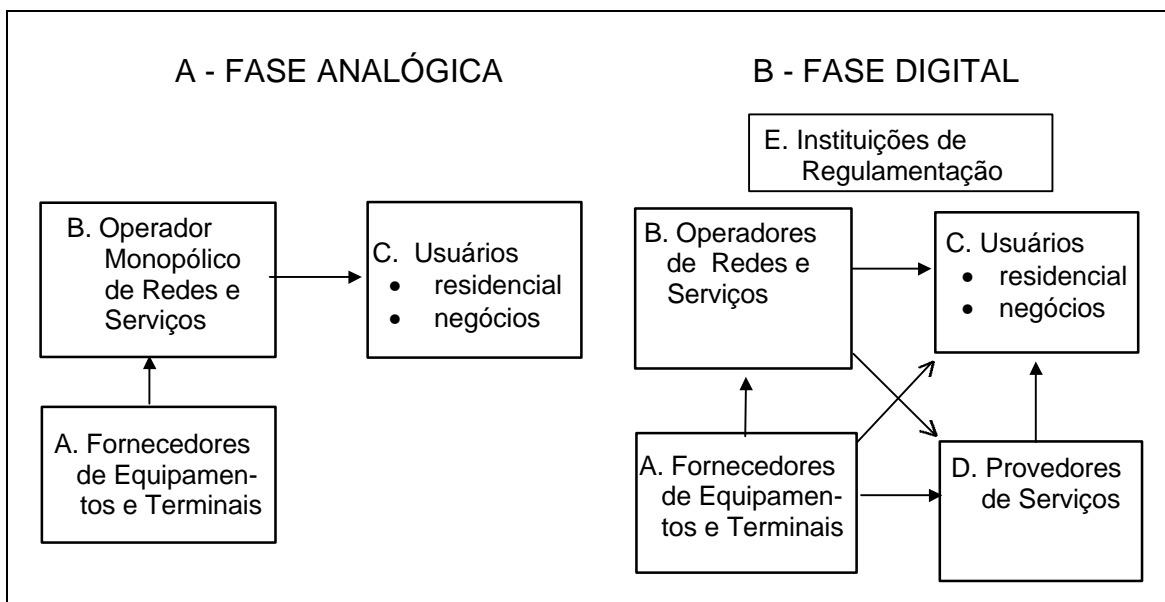 A - FASE ANALÓGICA
B. Operador
Monopólico
de Redes e
Serviços
C. Usuários
• residencial
• negócios
A. Fornecedores
de Equipamen-
tos e Terminais
B - FASE DIGITAL
E. Instituições de
Regulamentação
B. Operadores
de Redes e
Serviços
C. Usuários
• residencial
• negócios
A. Fornecedores
de Equipamen-
tos e Terminais
D. Provedores
de Serviços